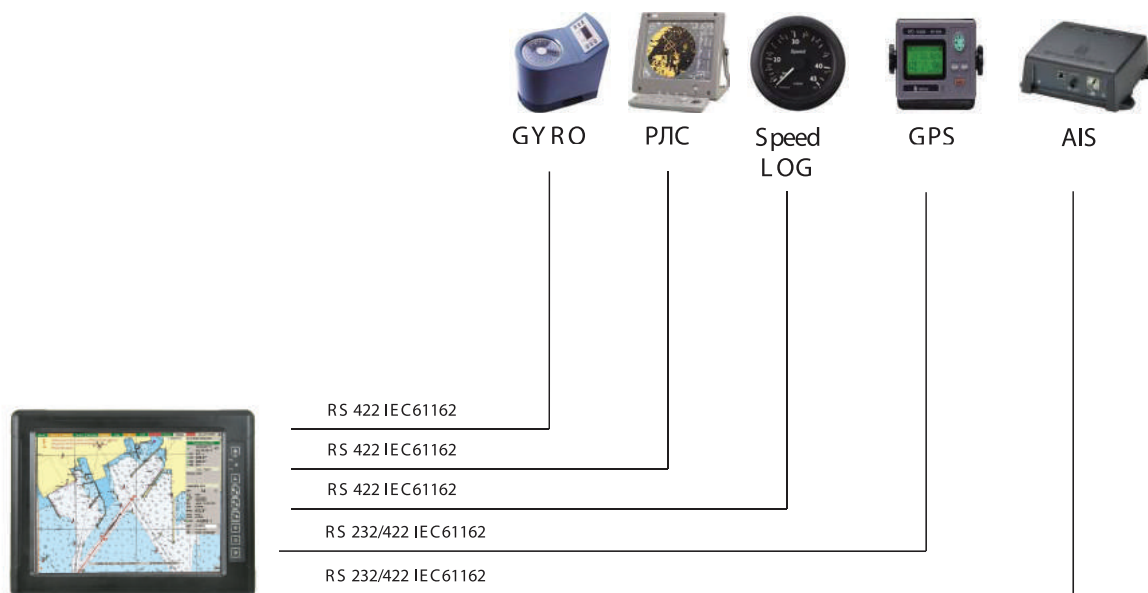 GYRO
РЛС
Speed
LOG
GPS
AIS
Speed
RS 422 IEC61162
RS 422 IEC61162
RS 422 IEC61162
RS 232/422 IEC61162
RS 232/422 IEC61162